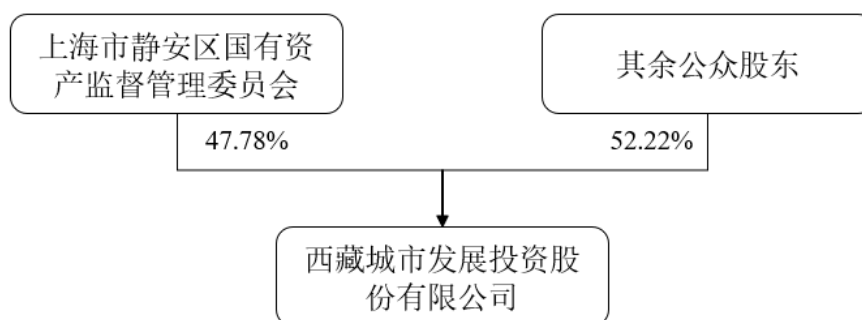 上海市静安区国有资
产监督管理委员会
其余公众股东
47.78%
52.22%
西藏城市发展投资股
份有限公司